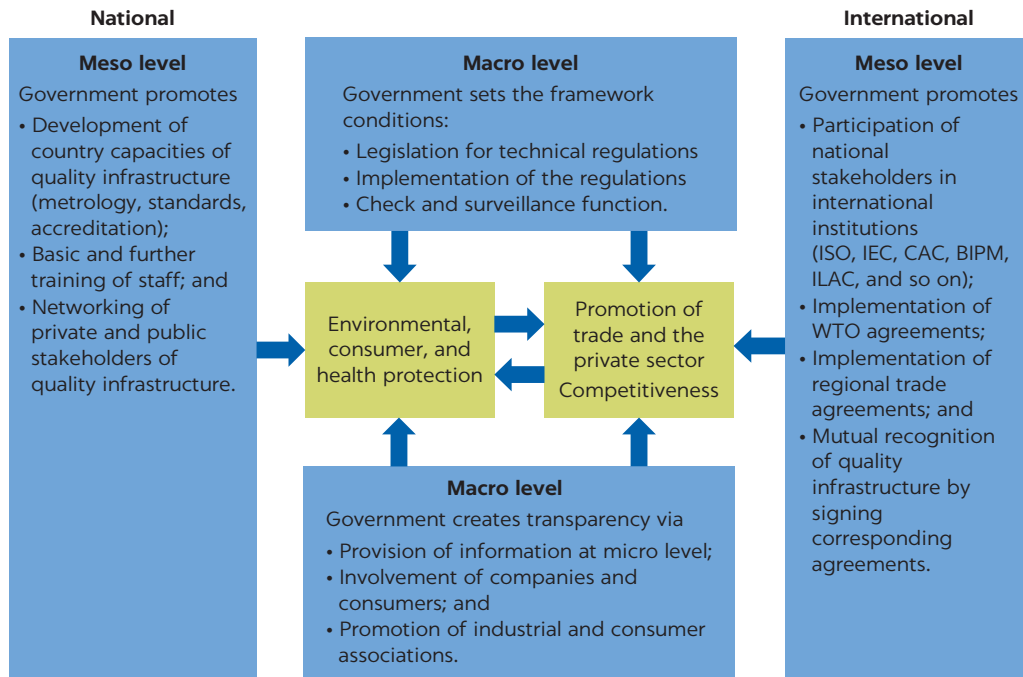 National
Meso level
Government promotes
• Development of
country capacities of
quality infrastructure
(metrology, standards,
accreditation);
• Basic and further
training of staff; and
• Networking of
private and public
stakeholders of
quality infrastructure.
Macro level
Government sets the framework
conditions:
• Legislation for technical regulations
• Implementation of the regulations
• Check and surveillance function.
Environmental,
consumer, and
health protection
Promotion of
trade and the
private sector
Competitiveness
Macro level
Government creates transparency via
• Provision of information at micro level;
• Involvement of companies and
consumers; and
• Promotion of industrial and consumer
associations.
International
Meso level
Government promotes
• Participation of
national
stakeholders in
international
institutions
(ISO, IEC, CAC, BIPM,
ILAC, and so on);
• Implementation of
WTO agreements;
• Implementation of
regional trade
agreements; and
• Mutual recognition
of quality
infrastructure by
signing
corresponding
agreements.